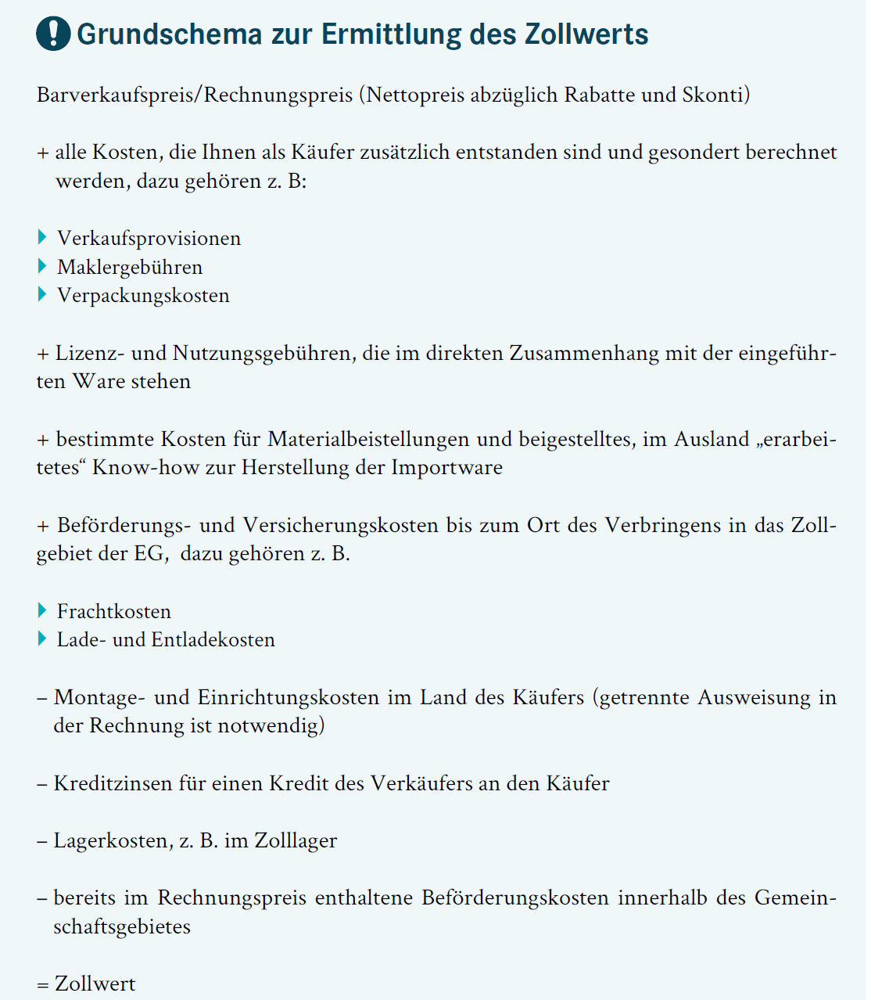 Grundschema zur Ermittlung des Zollwerts
Barverkaufspreis/Rechnungspreis (Nettopreis abzüglich Rabatte und Skonti)
+ alle Kosten, die Ihnen als Käufer zusätzlich entstanden sind und gesondert berechnet
werden, dazu gehören z. B:
Verkaufsprovisionen
Maklergebühren
Verpackungskosten
+ Lizenz- und Nutzungsgebühren, die im direkten Zusammenhang mit der eingeführ-
ten Ware stehen
+ bestimmte Kosten für Materialbeistellungen und beigestelltes, im Ausland „erarbei-
tetes“ Know-how zur Herstellung der Importware
+ Beförderungs- und Versicherungskosten bis zum Ort des Verbringens in das Zoll-
gebiet der EG, dazu gehören z. B.
Frachtkosten
Lade- und Entladekosten
– Montage- und Einrichtungskosten im Land des Käufers (getrennte Ausweisung in
der Rechnung ist notwendig)
– Kreditzinsen für einen Kredit des Verkäufers an den Käufer
– Lagerkosten, z. B. im Zolllager
– bereits im Rechnungspreis enthaltene Beförderungskosten innerhalb des Gemein-
schaftsgebietes
= Zollwert